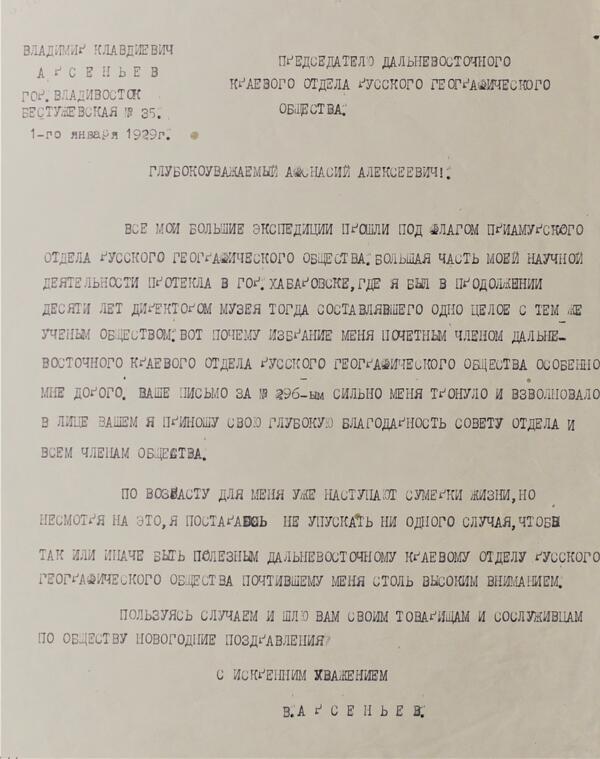 ВЛАДИМИР КЛАВДИЕВИЧ
АРСЕНЬЕВ
ГОР. ВЛАДИВОСТОК
БЕСТУЖЕВСКАЯ № 35.
1-го января 1929г.
ПРЕДСЕДАТЕЛЮ ДАЛЬНЕВОСТОЧНОГО
КРАЕВОГО ОТДЕЛА РУССКОГО ГЕОГРАФИЧЕСКОГО
ОБЩЕСТВА.
ГЛУБОКОУВАЖАЕМЫЙ АФОНАСИЙ АЛЕКСЕЕВИЧ!.
ВСЕ МОИ БОЛЬШИЕ ЭКСПЕДИЦИИ ПРОШЛИ ПОД ФЛАГОМ ПРИАМУРСКОГО
ОТДЕЛА РУССКОГО ГЕОГРАФИЧЕСКОГО ОБЩЕСТВА. БОЛЬШАЯ ЧАСТЬ МОЕЙ НАУЧНОЙ
ДЕЯТЕЛЬНОСТИ ПРОТЕКЛА В ГОР. ХАБАРОВСКЕ, ГДЕ Я БЫЛ В ПРОДОЛЖЕНИИ
ДЕСЯТИ ЛЕТ ДИРЕКТОРОМ МУЗЕЯ ТОГДА СОСТАВЛЯВШЕГО ОДНО ЦЕЛОЕ С ТЕМ ЖЕ
УЧЕНЫМ ОБЩЕСТВОМ. ВОТ ПОЧЕМУ ИЗБРАНИЕ МЕНЯ ПОЧЕТНЫМ ЧЛЕНОМ ДАЛЬНЕ-
ВОСТОЧНОГО КРАЕВОГО ОТДЕЛА РУССКОГО ГЕОГРАФИЧЕСКОГО ОБЩЕСТВА ОСОБЕННО
МНЕ ДОРОГО. ВАШЕ ПИСЬМО ЗА № 296-ым СИЛЬНО МЕНЯ ТРОНУЛО И ВЗВОЛНОВАЛО
В ЛИЦЕ ВАШЕМ Я ПРИНОШУ СВОЮ ГЛУБОКУЮ БЛАГОДАРНОСТЬ СОВЕТУ ОТДЕЛА И
ВСЕМ ЧЛЕНАМ ОБЩЕСТВА.
ПО ВОЗРАСТУ ДЛЯ МЕНЯ УЖЕ НАСТУПАЮТ СУМЕРКИ ЖИЗНИ, НО
НЕСМОТРЯ НА ЭТО, Я ПОСТАРАЮСЬ НЕ УПУСКАТЬ НИ ОДНОГО СЛУЧАЯ, ЧТОБЫ
ТАК ИЛИ ИНАЧЕ БЫТЬ ПОЛЕЗНЫМ ДАЛЬНЕВОСТОЧНОМУ КРАЕВОМУ ОТДЕЛУ РУССКОГО
ГЕОГРАФИЧЕСКОГО ОБЩЕСТВА ПОЧТИВШЕМУ МЕНЯ СТОЛЬ ВЫСОКИМ ВНИМАНИЕМ.
ПОЛЬЗУЯСЬ СЛУЧАЕМ И ШЛЮ ВАМ СВОИМ ТОВАРИЩАМ И СОСЛУЖИВЦАМ
ПО ОБЩЕСТВУ НОВОГОДНИЕ ПОЗДРАВЛЕНИЯ
С ИСКРЕННИМ УВАЖЕНИЕМ
В. АРСЕНЬЕВ.